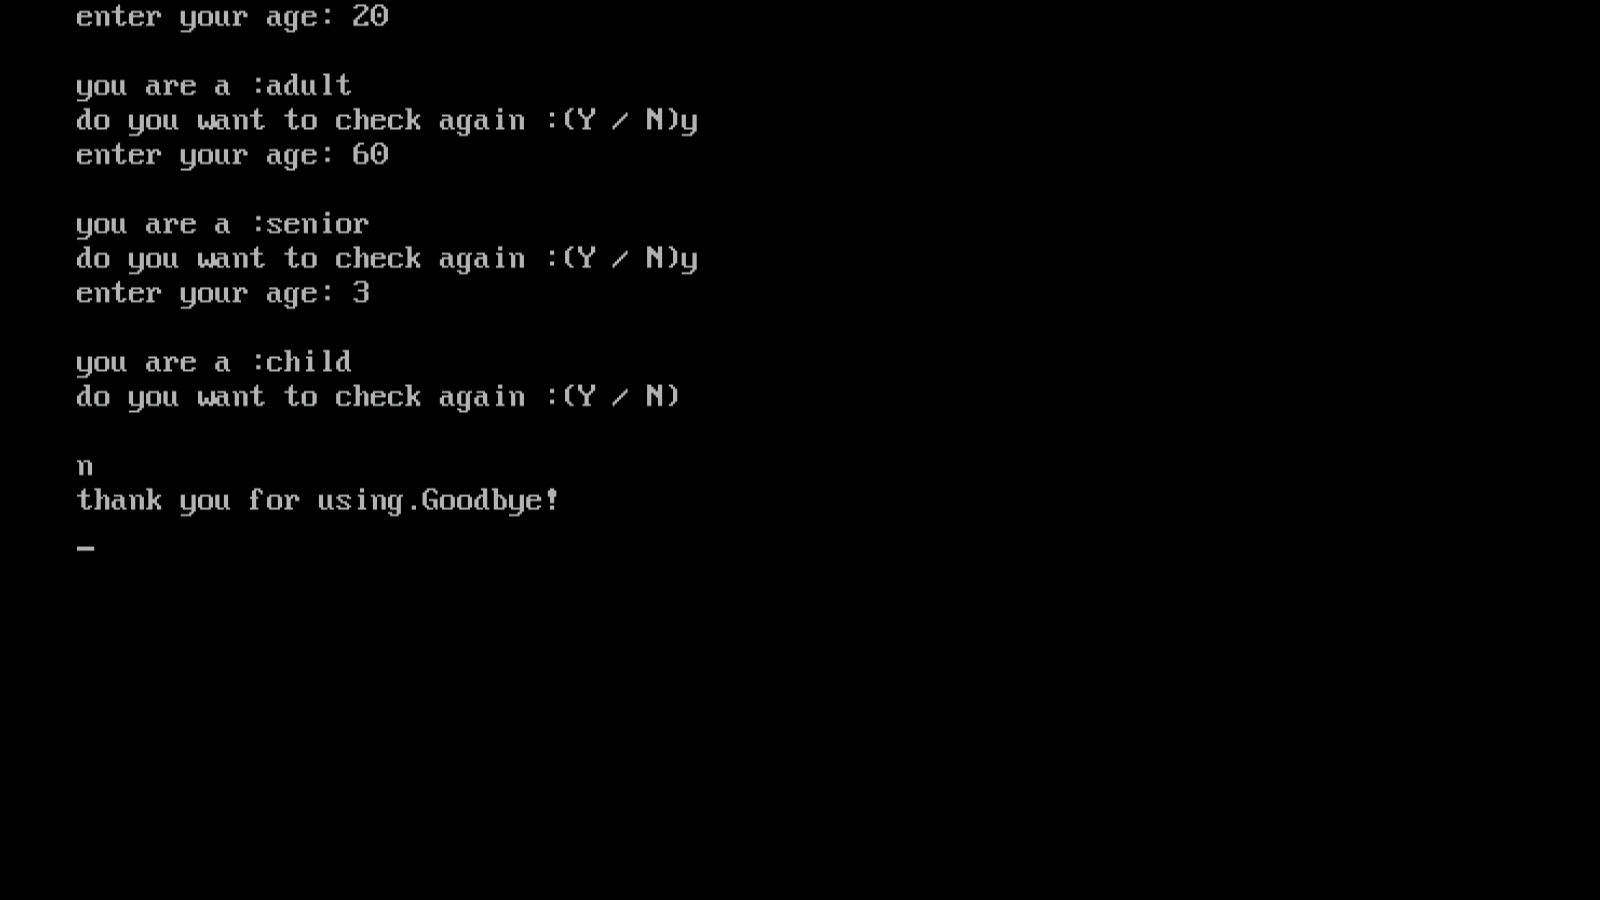 enter your age: 20
you are a :adult
do you want to check again :(Y / N)y
enter your age: 60
you are a :senior
do you want to check again :(Y / N)y
enter your age: 3
you are a :child
do you want to check again :(Y / N)
n
thank you for using.Goodbye!
_